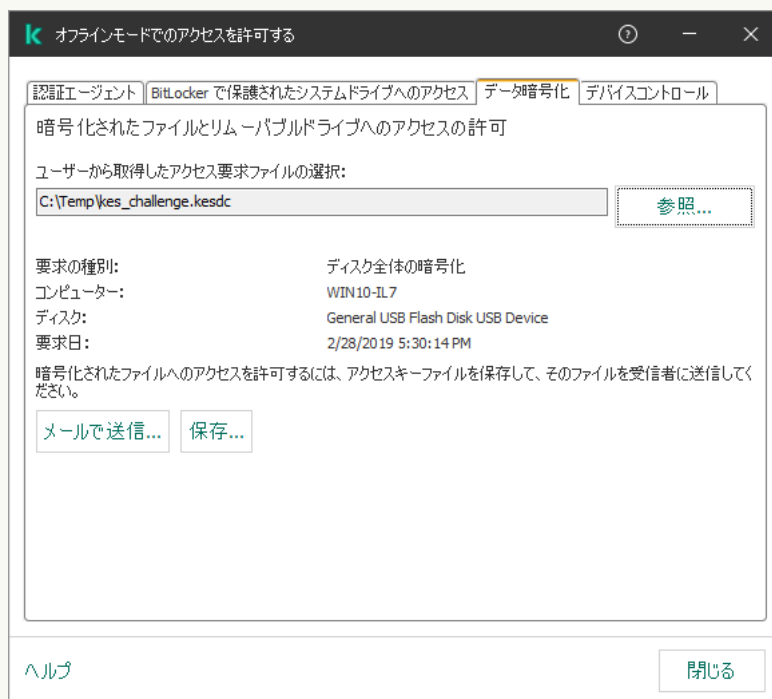 オフラインモードでのアクセスを許可する
認証エージェント BitLocker で保護されたシステムドライブへのアクセス データ暗号化 デバイスコントロール
暗号化されたファイルとリムーバブルドライブへのアクセスの許可
ユーザーから取得したアクセス要求ファイルの選択:
C:\Temp\kes_challenge.kesdc 参照...
要求の種別: ディスク全体の暗号化
コンピューター: WIN10-IL7
ディスク: General USB Flash Disk USB Device
要求日: 2/28/2019 5:30:14 PM
暗号化されたファイルへのアクセスを許可するには、アクセスキーファイルを保存して、そのファイルを受信者に送信してく
ださい。
メールで送信... 保存...
ヘルプ 閉じる